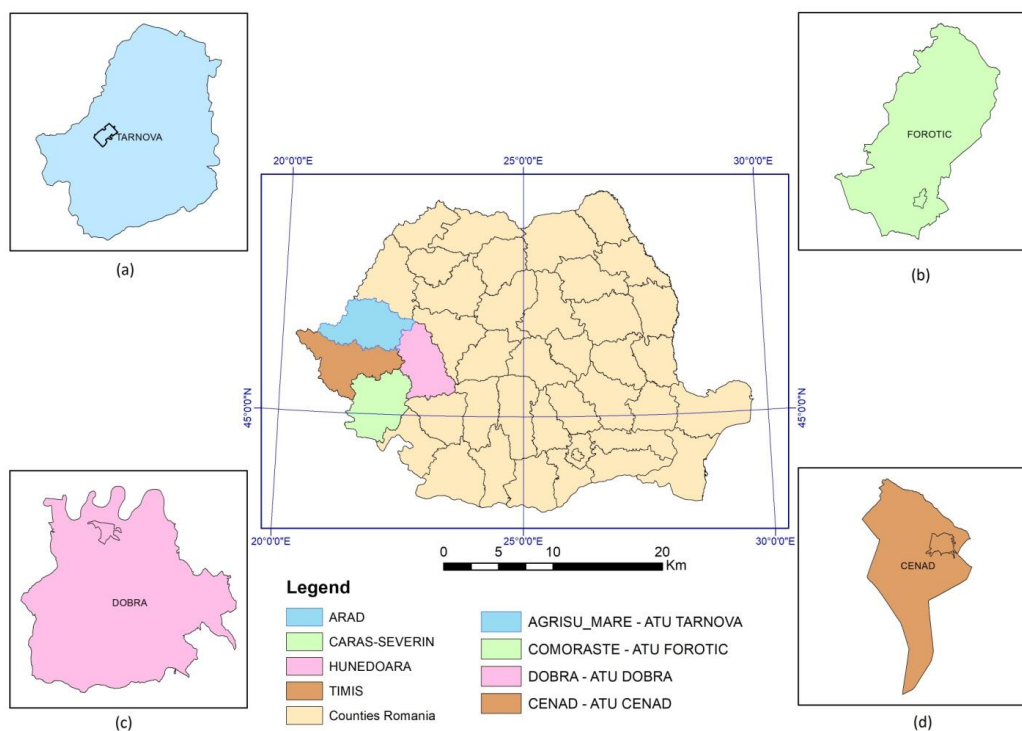 TARNOVA
(a)
FOROTIC
(b)
20°0'0"E
25°0'0"E
30°0'0"E
45°0'0"N
45°0'0"N
20°0'0"E
25°0'0"E
30°0'0"E
0 5 10 20
Km
DOBRA
(c)
CENAD
(d)
Legend
ARAD
CARAS-SEVERIN
HUNEDOARA
TIMIS
Counties Romania
AGRISU_MARE - ATU TARNOVA
COMORASTE - ATU FOROTIC
DOBRA - ATU DOBRA
CENAD - ATU CENAD